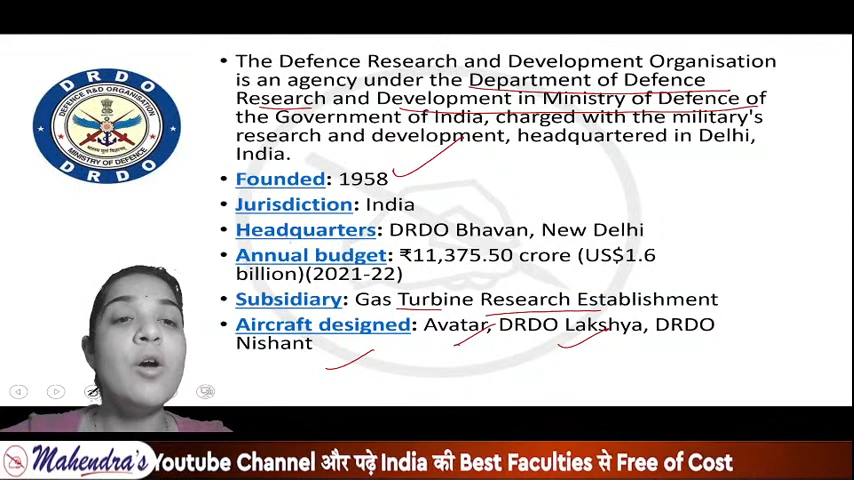 DRDO
DEFENCE R&D ORGANISATION
MINISTRY OF DEFENCE
DRDO
• The Defence Research and Development Organisation
is an agency under the Department of Defence
Research and Development in Ministry of Defence of
the Government of India, charged with the military's
research and development, headquartered in Delhi,
India.
• Founded: 1958
• Jurisdiction: India
• Headquarters: DRDO Bhavan, New Delhi
• Annual budget: ₹11,375.50 crore (US$1.6
billion)(2021-22)
• Subsidiary: Gas Turbine Research Establishment
• Aircraft designed: Avatar, DRDO Lakshya, DRDO
Nishant
Mahendra's Youtube Channel और पढ़े India की Best Faculties से Free of Cost